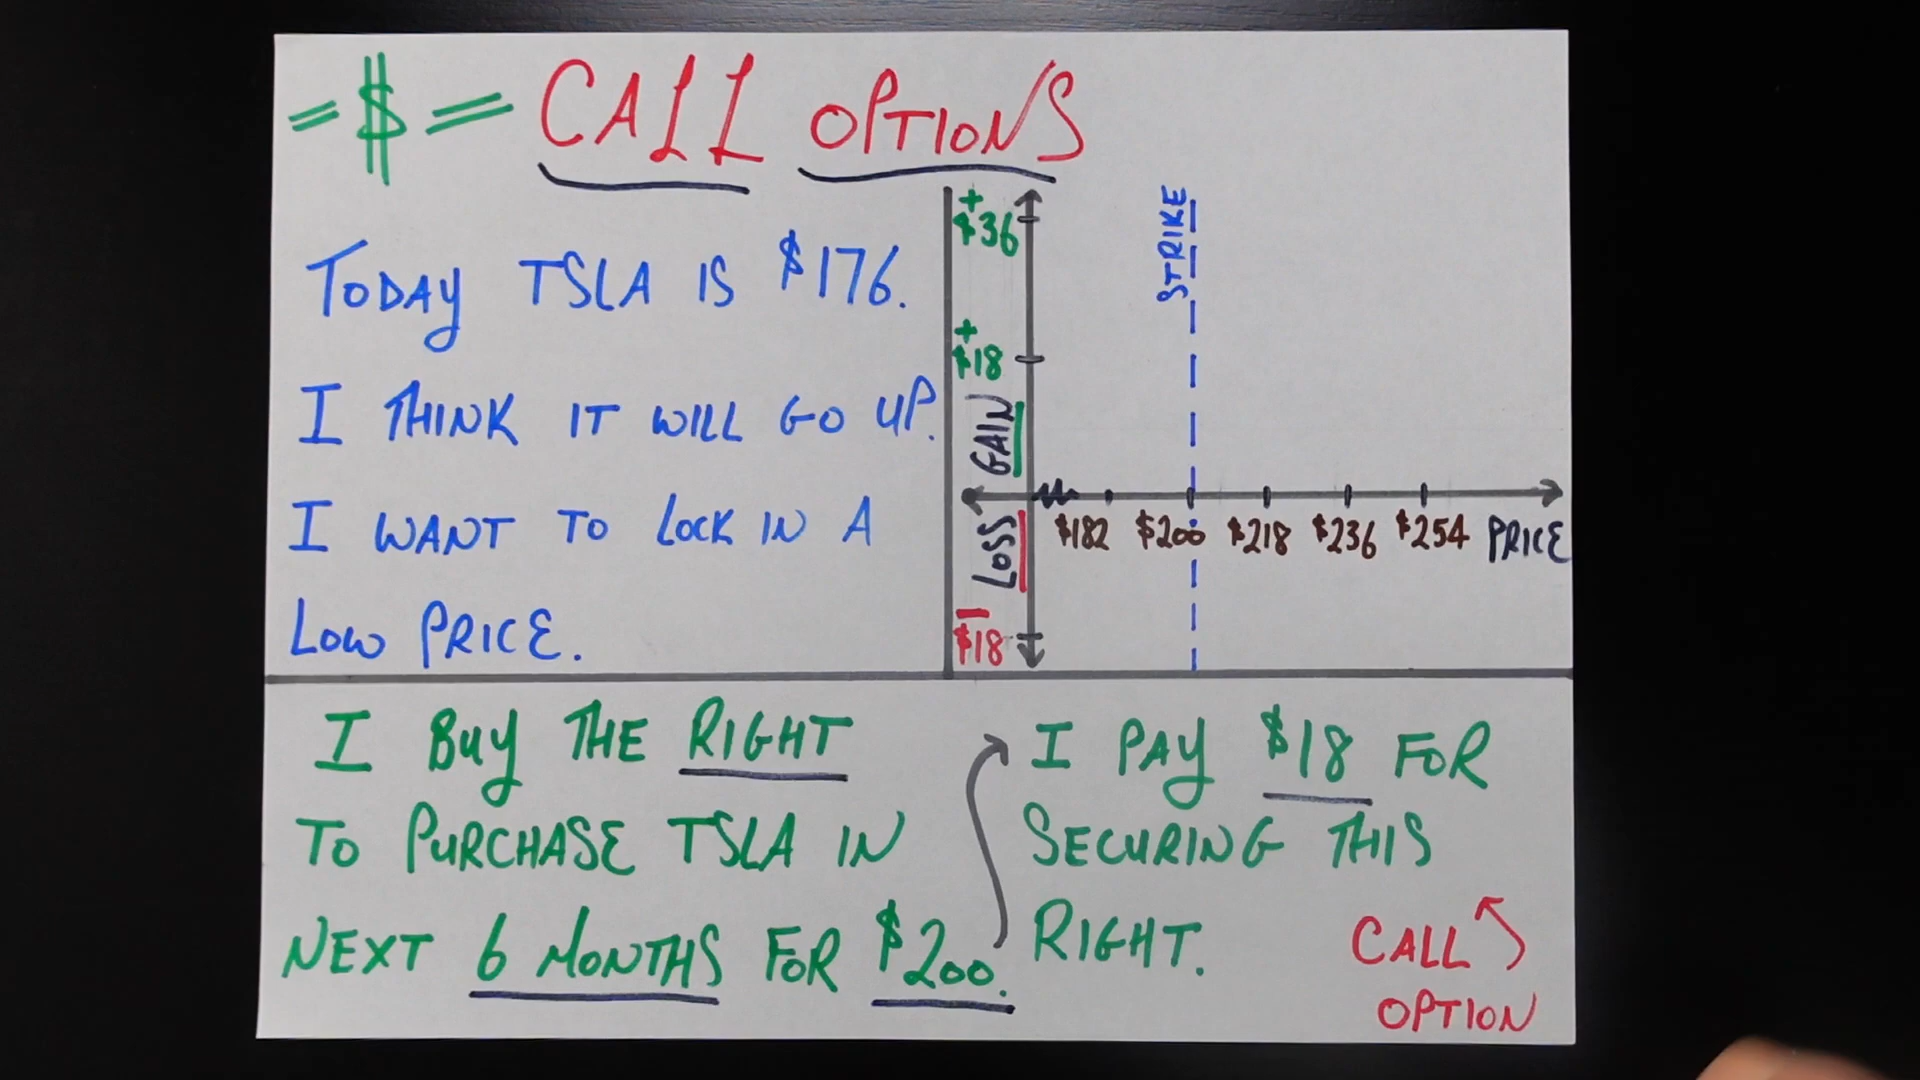 = $ = CALL OPTIONS
TODAY TSLA IS $176.
I THINK IT WILL GO UP.
I WANT TO LOCK IN A
LOW PRICE.
+
$36
+
$18
GAIN
LOSS
-
$18
STRIKE
$182 $200 $218 $236 $254 PRICE
I BUY THE RIGHT
TO PURCHASE TSLA IN
NEXT 6 MONTHS FOR $200.
I PAY $18 FOR
SECURING THIS
RIGHT.
CALL
OPTION